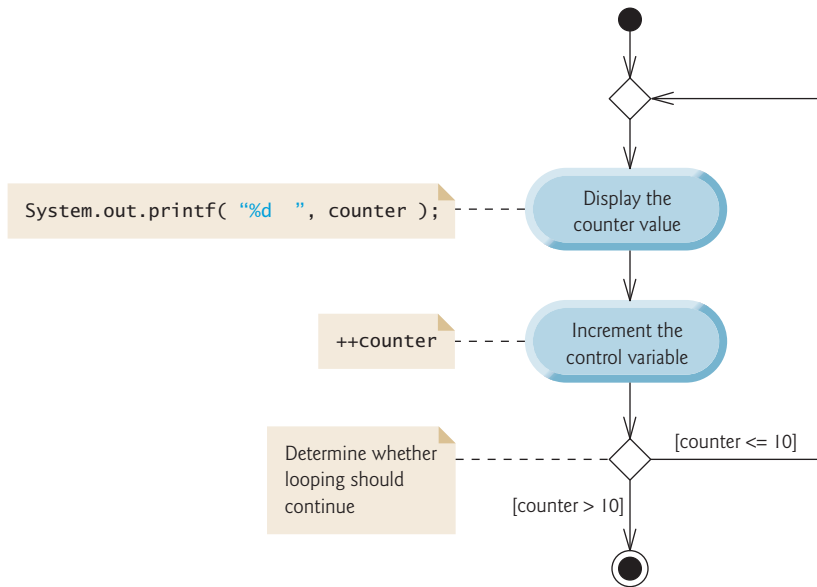 Display the
counter value
System.out.printf( “%d  ”, counter );
Increment the
control variable
++counter
Determine whether
looping should
continue
[counter <= 10]
[counter > 10]